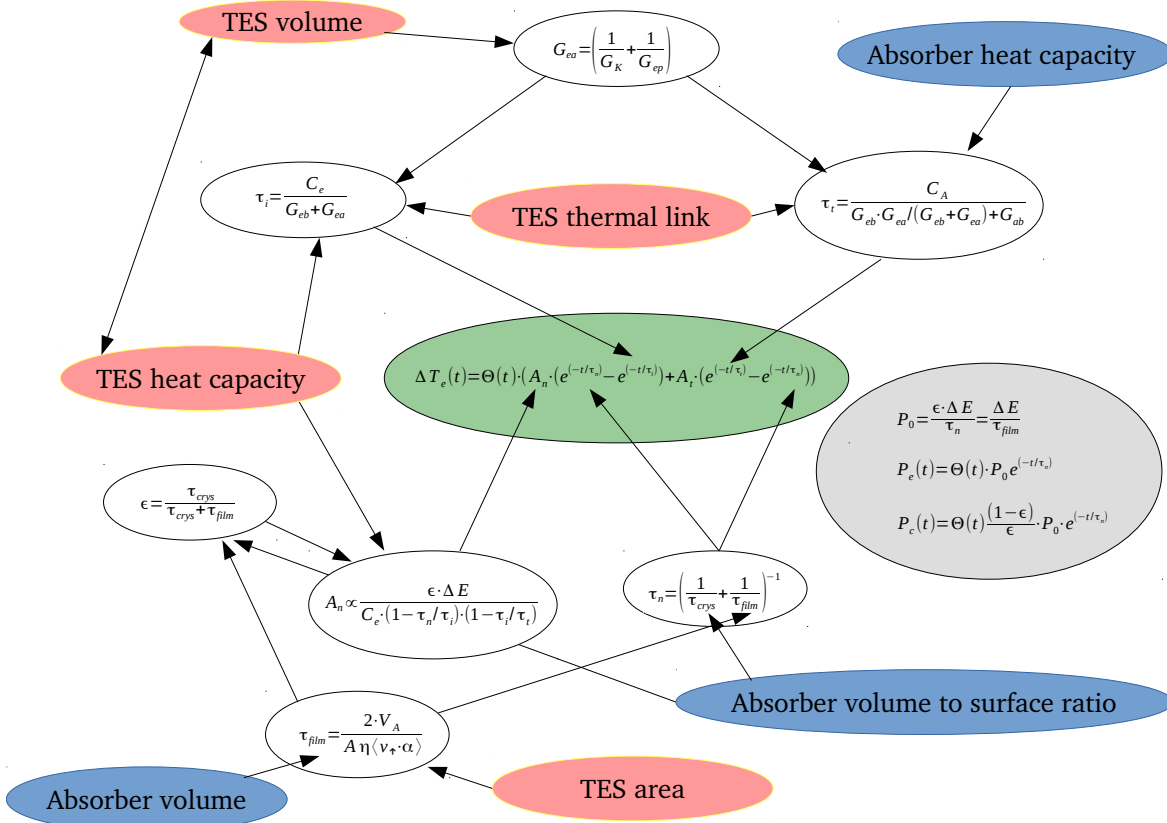 TES volume
G_ea=(1/G_K+1/G_ep)
Absorber heat capacity
τ_i=C_e/(G_eb+G_ea)
TES thermal link
τ_t=C_A/(G_eb·G_ea/(G_eb+G_ea)+G_ab)
TES heat capacity
ΔT_e(t)=Θ(t)·(A_n·(e^(−t/τ_n)−e^(−t/τ_i))+A_t·(e^(−t/τ_t)−e^(−t/τ_n)))
P_0=ϵ·ΔE/τ_n=ΔE/τ_film
P_e(t)=Θ(t)·P_0 e^(−t/τ_n)
P_c(t)=Θ(t)(1−ϵ)/ϵ·P_0·e^(−t/τ_n)
ϵ=τ_crys/(τ_crys+τ_film)
A_n∝ϵ·ΔE/(C_e·(1−τ_n/τ_i)·(1−τ_i/τ_t))
τ_n=(1/τ_crys+1/τ_film)^−1
Absorber volume to surface ratio
τ_film=2·V_A/(A η⟨v_↑·α⟩)
Absorber volume
TES area